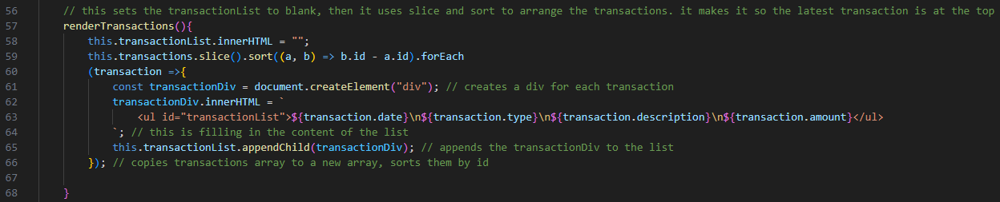 56 // this sets the transactionList to blank, then it uses slice and sort to arrange the transactions. it makes it so the latest transaction is at the top
57 renderTransactions(){
58 this.transactionList.innerHTML = "";
59 this.transactions.slice().sort((a, b) => b.id - a.id).forEach
60 (transaction =>{
61 const transactionDiv = document.createElement("div"); // creates a div for each transaction
62 transactionDiv.innerHTML = `
63 <ul id="transactionList">${transaction.date}\n${transaction.type}\n${transaction.description}\n${transaction.amount}</ul>
64 `; // this is filling in the content of the list
65 this.transactionList.appendChild(transactionDiv); // appends the transactionDiv to the list
66 }); // copies transactions array to a new array, sorts them by id
67
68 }